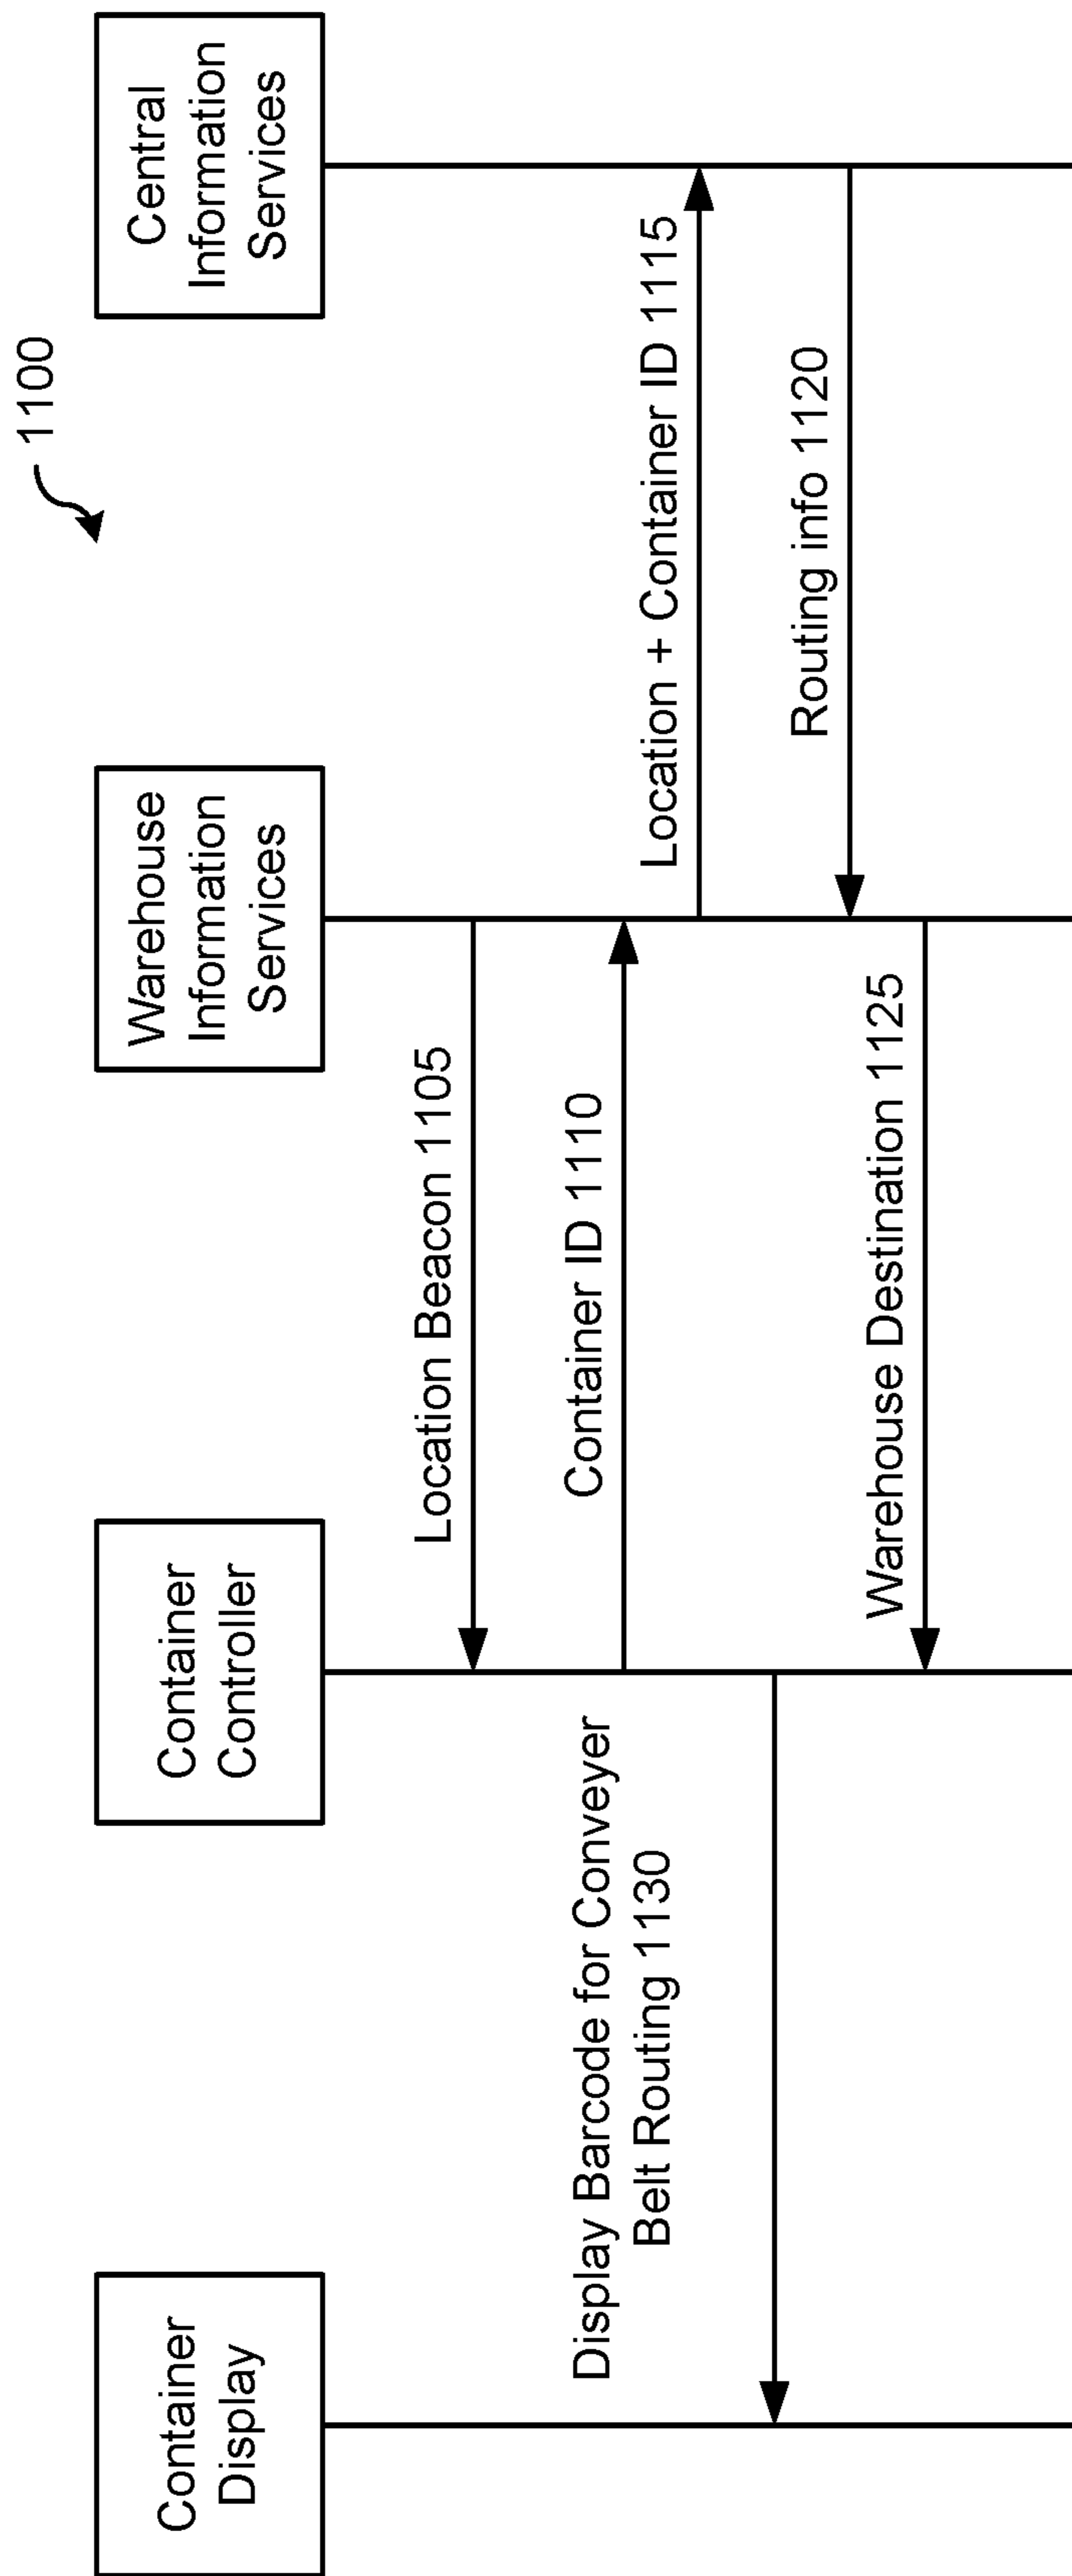 1100
Container
Display
Container
Controller
Warehouse
Information
Services
Central
Information
Services
Location Beacon 1105
Container ID 1110
Location + Container ID 1115
Display Barcode for Conveyer
Belt Routing 1130
Routing info 1120
Warehouse Destination 1125